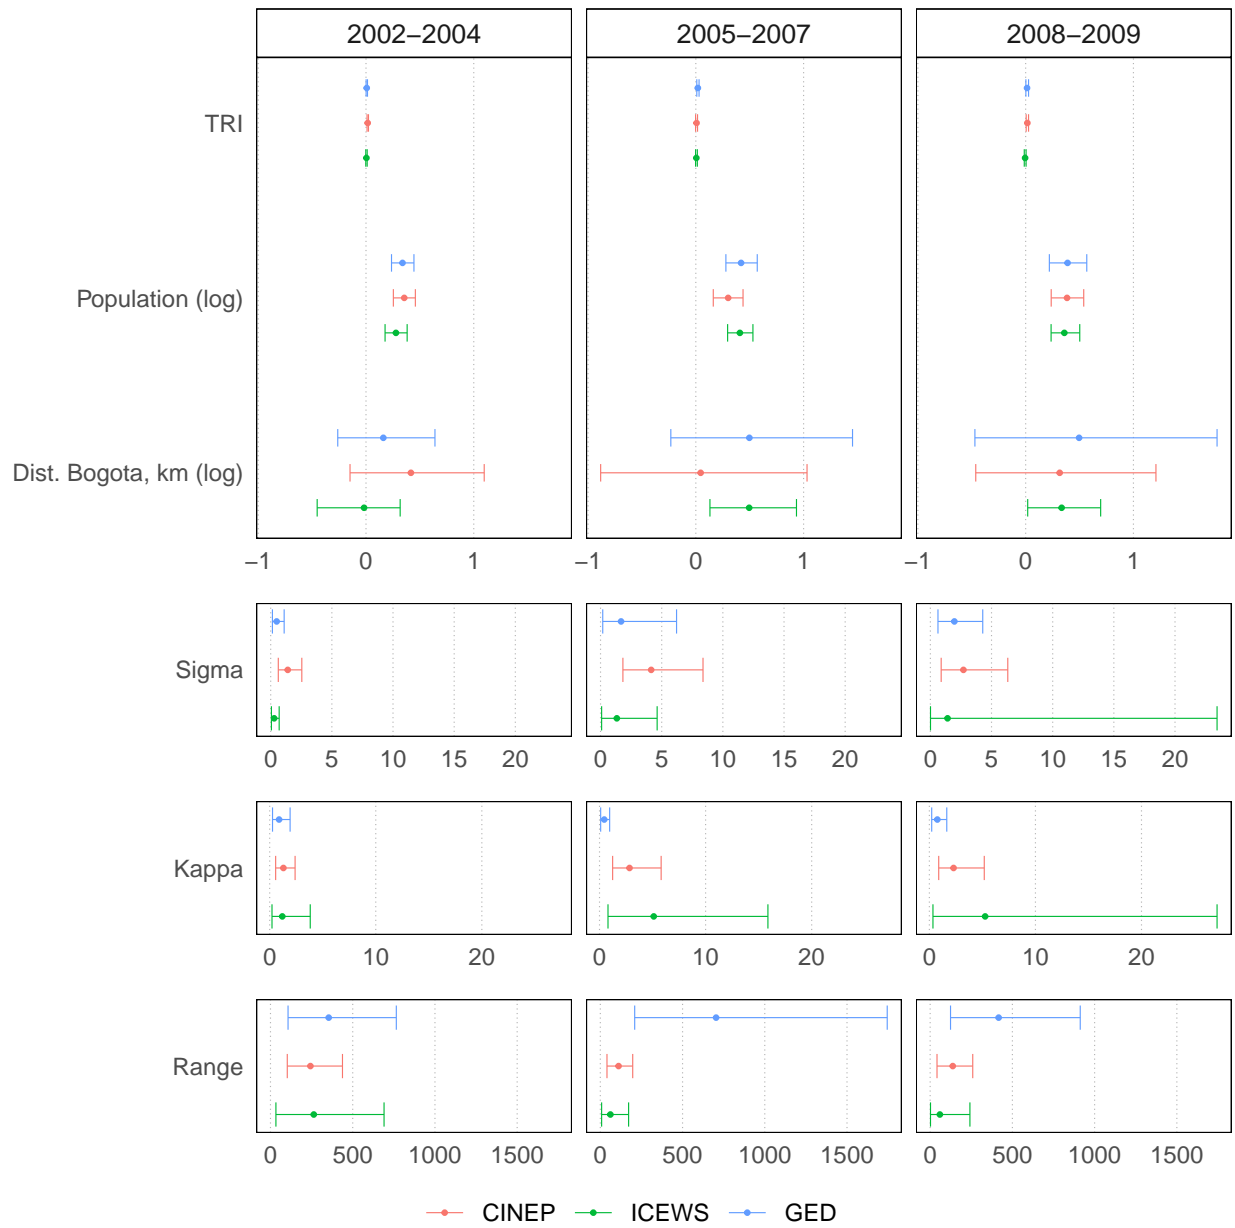 2002−2004 2005−2007 2008−2009
TRI
Population (log)
Dist. Bogota, km (log)
−1 0 1 −1 0 1 −1 0 1
Sigma
0 5 10 15 20 0 5 10 15 20 0 5 10 15 20
Kappa
0 10 20 0 10 20 0 10 20
Range
0 500 1000 1500 0 500 1000 1500 0 500 1000 1500
CINEP ICEWS GED